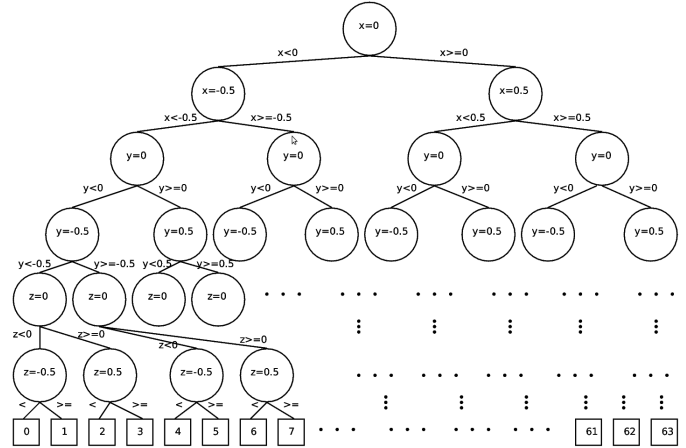 x=0
x<0 x>=0
x=-0.5 x=0.5
x<-0.5 x>=-0.5 x<0.5 x>=0.5
y=0 y=0 y=0 y=0
y<0 y>=0 y<0 y>=0 y<0 y>=0 y<0 y>=0
y=-0.5 y=0.5 y=-0.5 y=0.5 y=-0.5 y=0.5 y=-0.5 y=0.5
y<-0.5 y>=-0.5 y<0.5 y>=0.5
z=0 z=0 z=0 z=0
z<0 z>=0 z<0 z>=0
z=-0.5 z=0.5 z=-0.5 z=0.5
< >= < >= < >= < >=
0 1 2 3 4 5 6 7 61 62 63